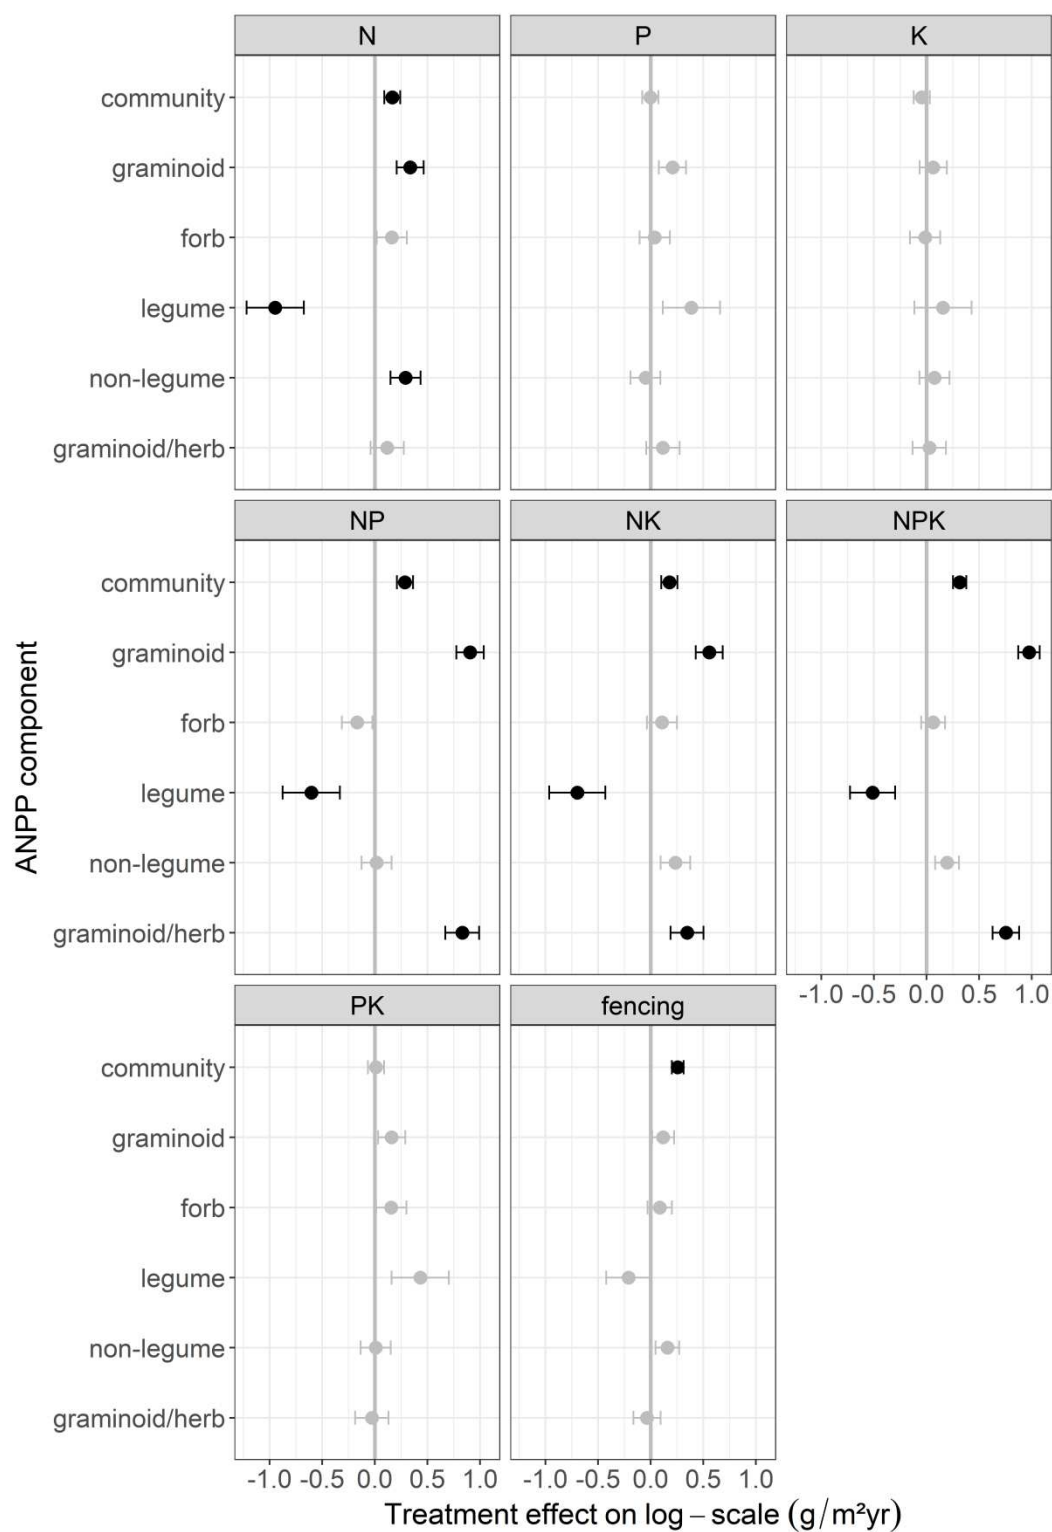 N P K
community
graminoid
forb
legume
non-legume
graminoid/herb
NP NK NPK
community
graminoid
forb
legume
non-legume
graminoid/herb
-1.0 -0.5 0.0 0.5 1.0
PK fencing
community
graminoid
forb
legume
non-legume
graminoid/herb
-1.0 -0.5 0.0 0.5 1.0 -1.0 -0.5 0.0 0.5 1.0
ANPP component
Treatment effect on log – scale (g/m²yr)